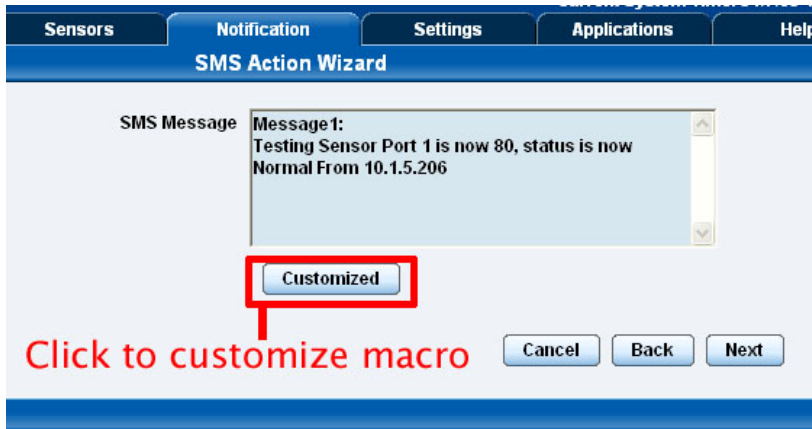 Sensors Notification Settings Applications Help
SMS Action Wizard
SMS Message
Message1:
Testing Sensor Port 1 is now 80, status is now
Normal From 10.1.5.206
Customized
Click to customize macro
Cancel Back Next